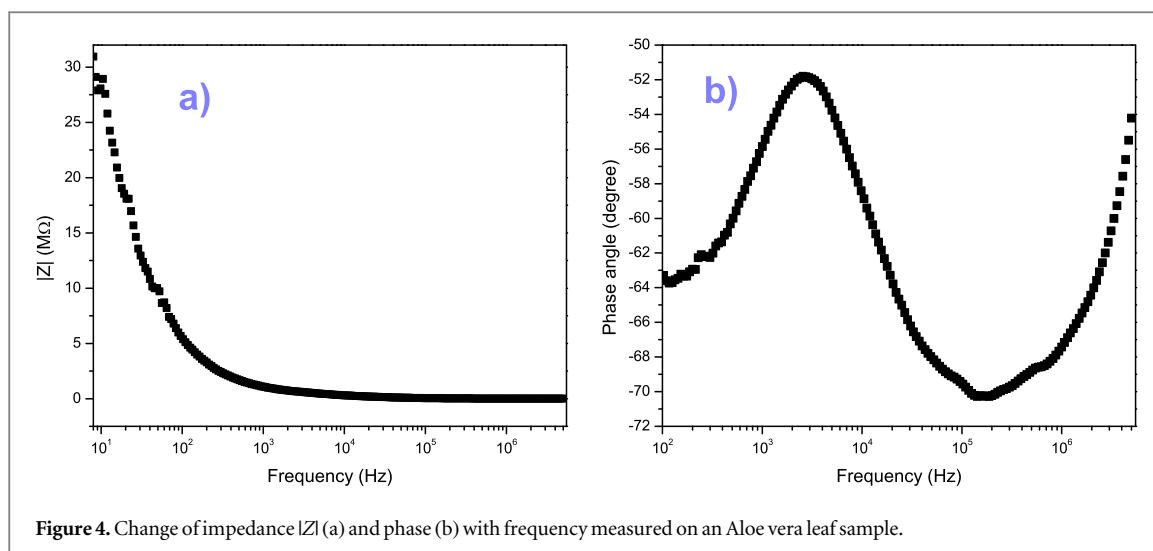 a)
30
25
20
15
10
5
0
|Z| (MΩ)
10¹ 10² 10³ 10⁴ 10⁵ 10⁶
Frequency (Hz)
b)
-50
-52
-54
-56
-58
-60
-62
-64
-66
-68
-70
-72
Phase angle (degree)
10² 10³ 10⁴ 10⁵ 10⁶
Frequency (Hz)
Figure 4. Change of impedance |Z| (a) and phase (b) with frequency measured on an Aloe vera leaf sample.